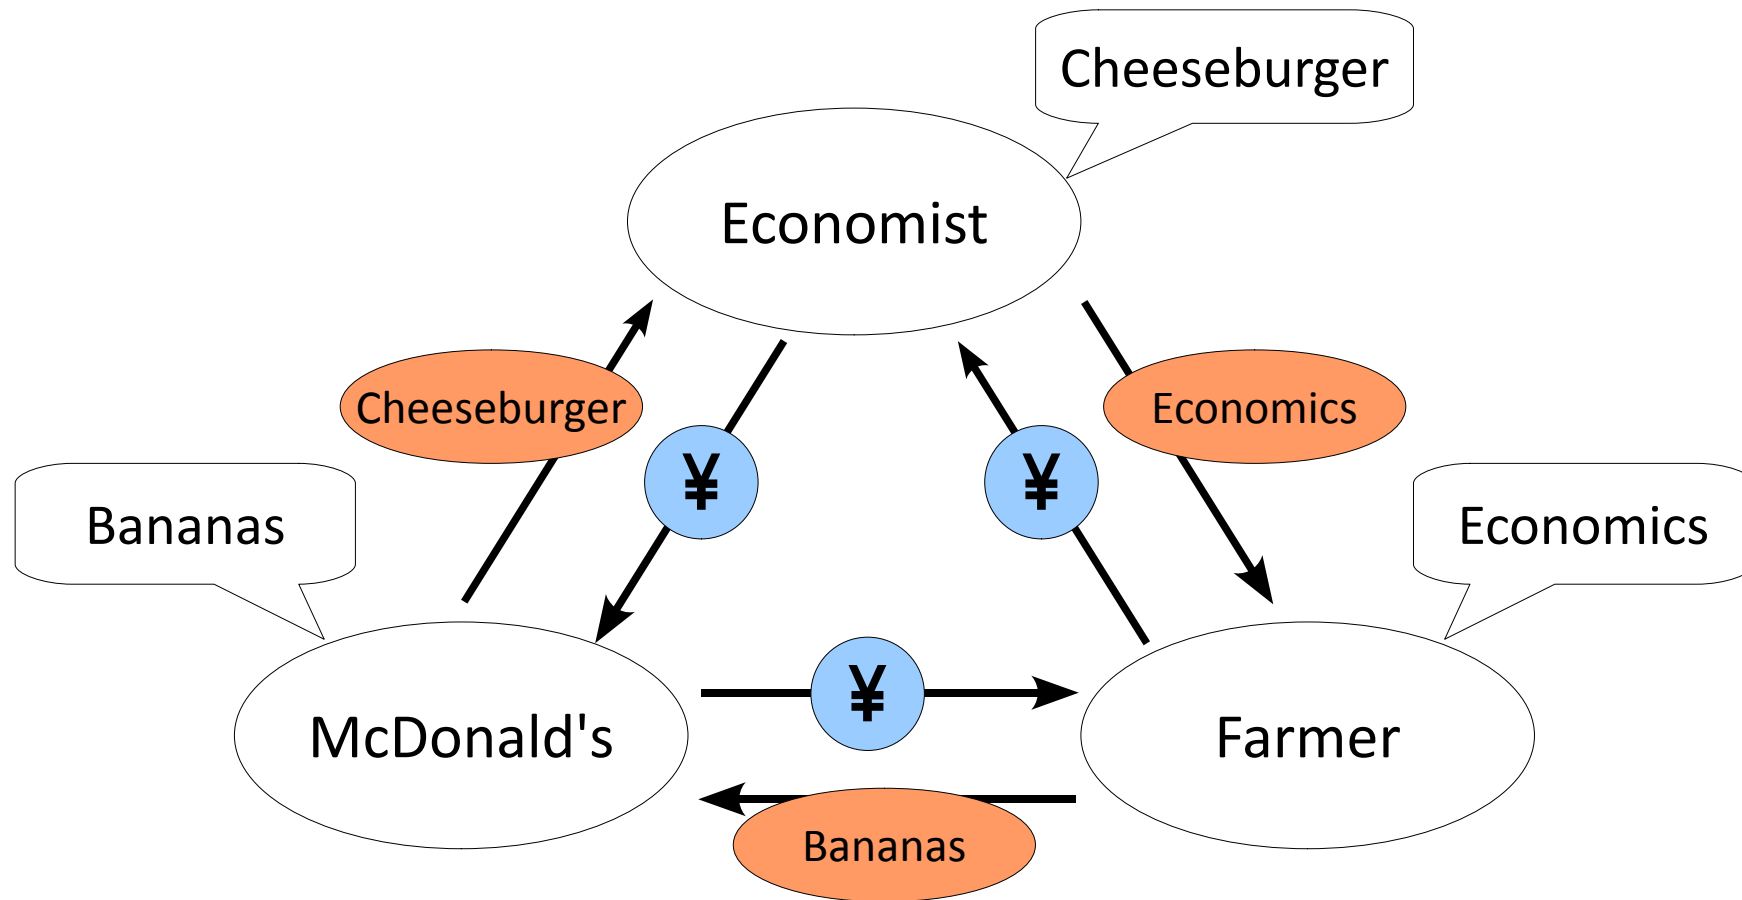 Cheeseburger
Economist
Cheeseburger
Economics
¥
¥
Bananas
Economics
¥
McDonald's
Farmer
Bananas